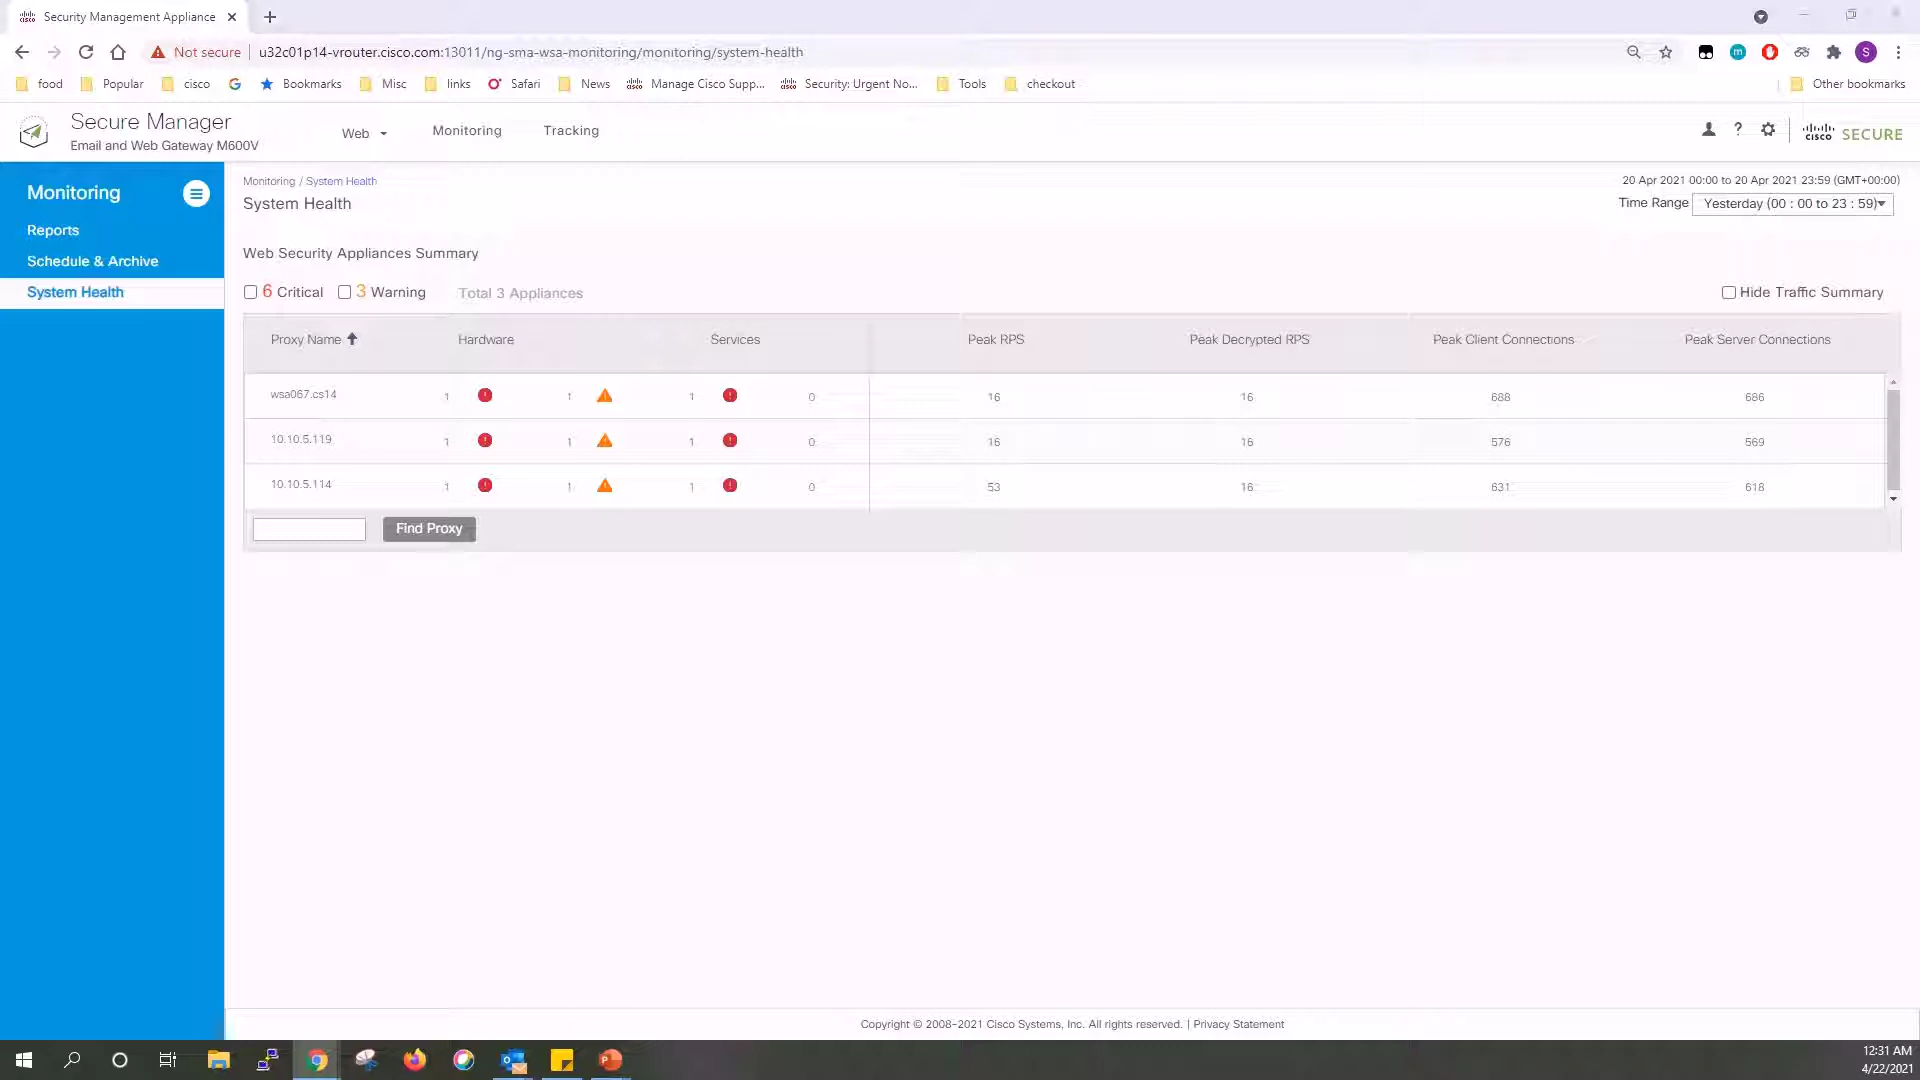 Security Management Appliance
Not secure | u32c01p14-vrouter.cisco.com:13011/ng-sma-wsa-monitoring/monitoring/system-health
food Popular cisco Bookmarks Misc links Safari News Manage Cisco Supp... Security: Urgent No... Tools checkout Other bookmarks
Secure Manager
Email and Web Gateway M600V
Web Monitoring Tracking
cisco SECURE
Monitoring
Reports
Schedule & Archive
System Health
Monitoring / System Health
System Health
20 Apr 2021 00:00 to 20 Apr 2021 23:59 (GMT+00:00)
Time Range Yesterday (00 : 00 to 23 : 59)
Web Security Appliances Summary
6 Critical 3 Warning Total 3 Appliances Hide Traffic Summary
Proxy Name Hardware Services Peak RPS Peak Decrypted RPS Peak Client Connections Peak Server Connections
wsa067.cs14 1 1 1 0 16 16 688 686
10.10.5.119 1 1 1 0 16 16 576 569
10.10.5.114 1 1 1 0 53 16 631 618
Find Proxy
Copyright © 2008-2021 Cisco Systems, Inc. All rights reserved. | Privacy Statement
12:31 AM
4/22/2021